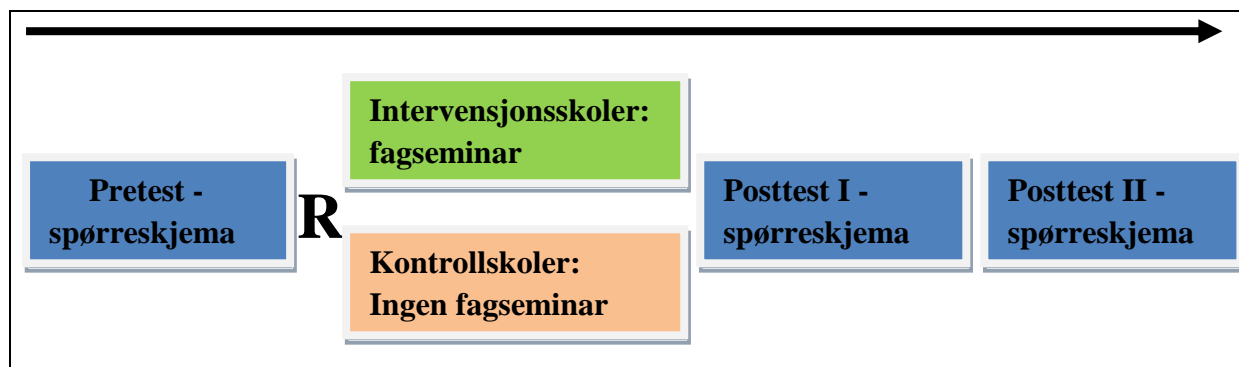 Pretest -
spørreskjema
R
Intervensjonsskoler:
fagseminar
Kontrollskoler:
Ingen fagseminar
Posttest I -
spørreskjema
Posttest II -
spørreskjema